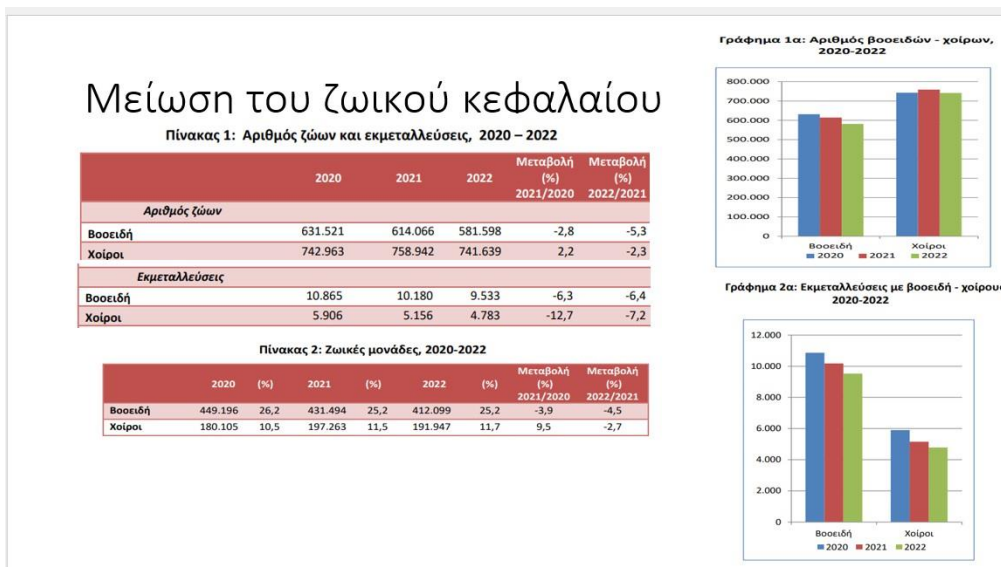 Μείωση του ζωικού κεφαλαίου
Πίνακας 1: Αριθμός ζώων και εκμεταλλεύσεις, 2020 – 2022
2020 2021 2022 Μεταβολή (%) 2021/2020 Μεταβολή (%) 2022/2021
Αριθμός ζώων
Βοοειδή 631.521 614.066 581.598 -2,8 -5,3
Χοίροι 742.963 758.942 741.639 2,2 -2,3
Εκμεταλλεύσεις
Βοοειδή 10.865 10.180 9.533 -6,3 -6,4
Χοίροι 5.906 5.156 4.783 -12,7 -7,2
Πίνακας 2: Ζωικές μονάδες, 2020-2022
2020 (%) 2021 (%) 2022 (%) Μεταβολή (%) 2021/2020 Μεταβολή (%) 2022/2021
Βοοειδή 449.196 26,2 431.494 25,2 412.099 25,2 -3,9 -4,5
Χοίροι 180.105 10,5 197.263 11,5 191.947 11,7 9,5 -2,7
Γράφημα 1α: Αριθμός βοοειδών - χοίρων,
2020-2022
800.000
700.000
600.000
500.000
400.000
300.000
200.000
100.000
0
Βοοειδή Χοίροι
2020 2021 2022
Γράφημα 2α: Εκμεταλλεύσεις με βοοειδή - χοίρους
2020-2022
12.000
10.000
8.000
6.000
4.000
2.000
0
Βοοειδή Χοίροι
2020 2021 2022